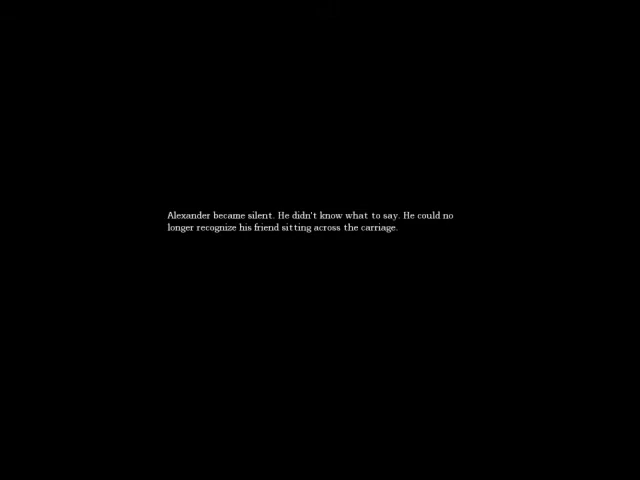 Alexander became silent. He didn't know what to say. He could no
longer recognize his friend sitting across the carriage.